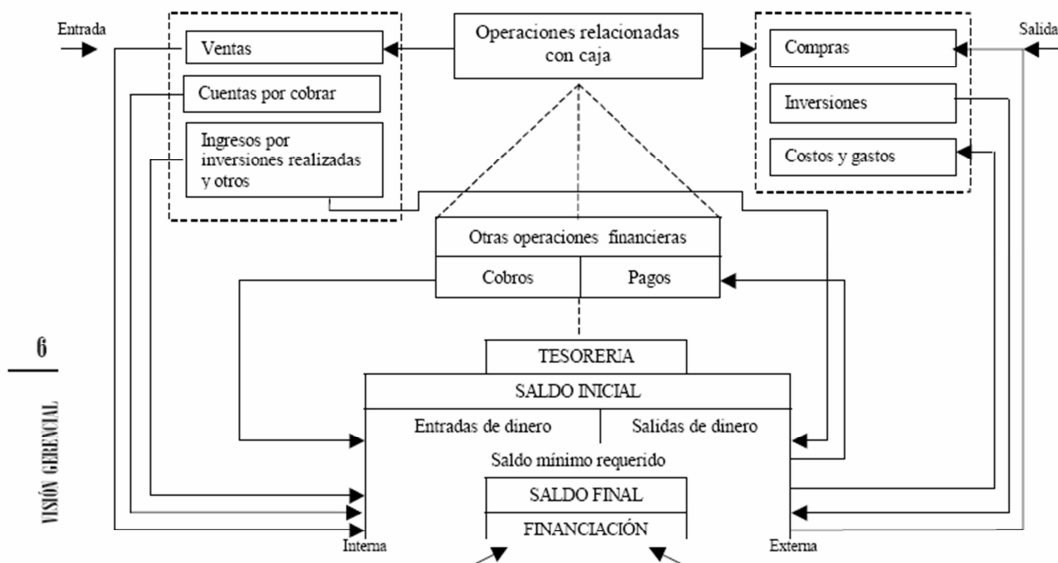 Entrada
Operaciones relacionadas
con caja
Salida
Ventas
Compras
Cuentas por cobrar
Inversiones
Ingresos por
inversiones realizadas
y otros
Costos y gastos
Otras operaciones financieras
Cobros
Pagos
TESORERIA
SALDO INICIAL
Entradas de dinero
Salidas de dinero
Saldo mínimo requerido
SALDO FINAL
FINANCIACIÓN
Interna
Externa
6
VISIÓN GERENCIAL